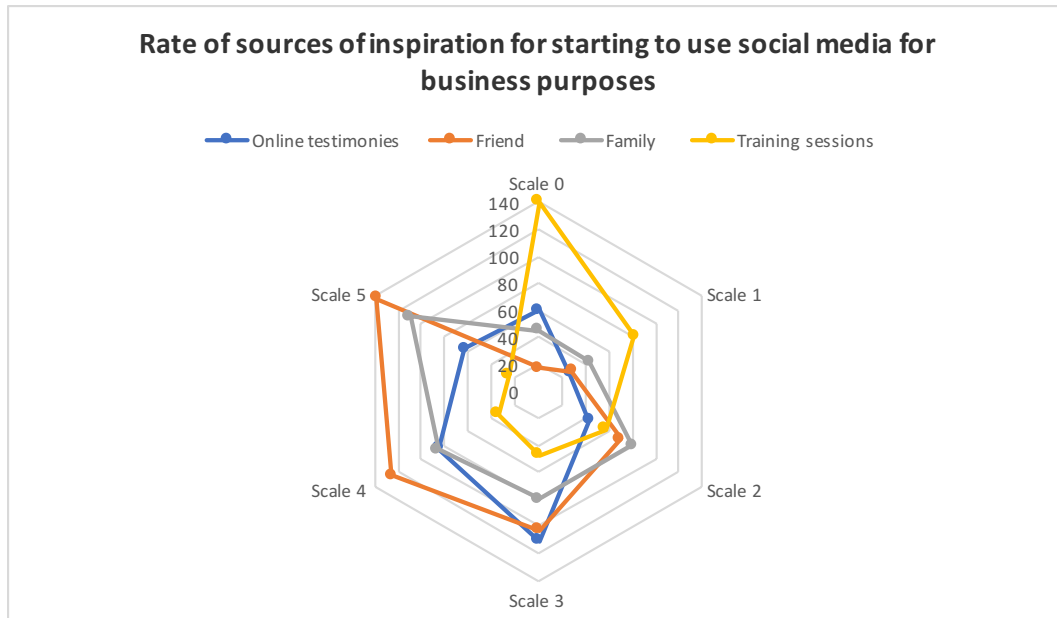 Rate of sources of inspiration for starting to use social media for
business purposes
Online testimonies Friend Family Training sessions
Scale 0
140
120
100
80
60
40
20
0
Scale 1
Scale 2
Scale 3
Scale 4
Scale 5